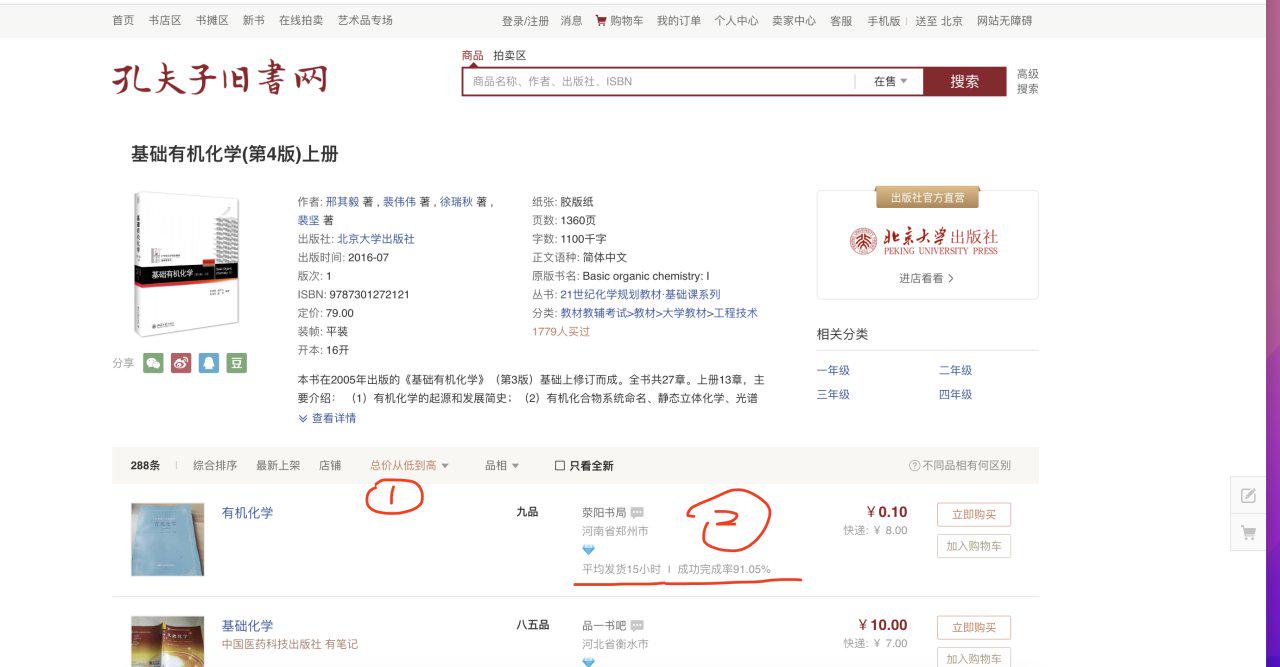 首页 书店区 书摊区 新书 在线拍卖 艺术品专场 登录/注册 消息 购物车 我的订单 个人中心 卖家中心 客服 手机版 送至 北京 网站无障碍
孔夫子旧書网
商品 拍卖区
商品名称、作者、出版社、ISBN 在售 搜索 高级搜索
基础有机化学(第4版)上册
作者: 邢其毅 著 , 裴伟伟 著 , 徐瑞秋 著 ,
裴坚 著
出版社: 北京大学出版社
出版时间: 2016-07
版次: 1
ISBN: 9787301272121
定价: 79.00
装帧: 平装
开本: 16开
纸张: 胶版纸
页数: 1360页
字数: 1100千字
正文语种: 简体中文
原版书名: Basic organic chemistry: I
丛书: 21世纪化学规划教材·基础课系列
分类: 教材教辅考试>教材>大学教材>工程技术
1779人买过
基础有机化学
分享
豆
本书在2005年出版的《基础有机化学》（第3版）基础上修订而成。全书共27章。上册13章，主
要介绍：（1）有机化学的起源和发展简史；（2）有机化合物系统命名、静态立体化学、光谱
查看详情
出版社官方直营
北京大学出版社
PEKING UNIVERSITY PRESS
进店看看 >
相关分类
一年级 二年级
三年级 四年级
288条 综合排序 最新上架 店铺 总价从低到高 品相 只看全新 ?不同品相有何区别
1
有机化学 九品 荥阳书局 ¥ 0.10 立即购买
河南省郑州市 快递: ¥ 8.00
加入购物车
平均发货15小时 | 成功完成率91.05%
2
基础化学 八五品 品一书吧 ¥ 10.00 立即购买
中国医药科技出版社 有笔记 河北省衡水市 快递: ¥ 7.00
加入购物车